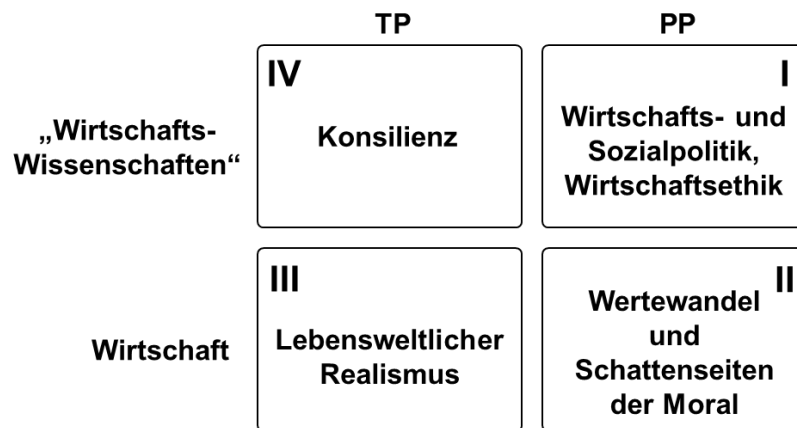 TP
PP
„Wirtschafts-
Wissenschaften“
IV
Konsilienz
I
Wirtschafts- und
Sozialpolitik,
Wirtschaftsethik
Wirtschaft
III
Lebensweltlicher
Realismus
II
Wertewandel
und
Schattenseiten
der Moral